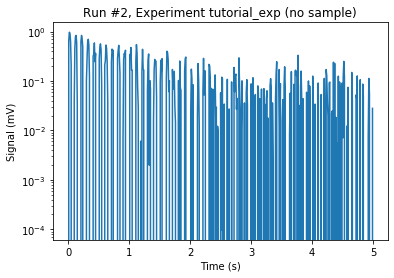 Run #2, Experiment tutorial_exp (no sample)
Signal (mV)
10⁰
10⁻¹
10⁻²
10⁻³
10⁻⁴
0 1 2 3 4 5
Time (s)